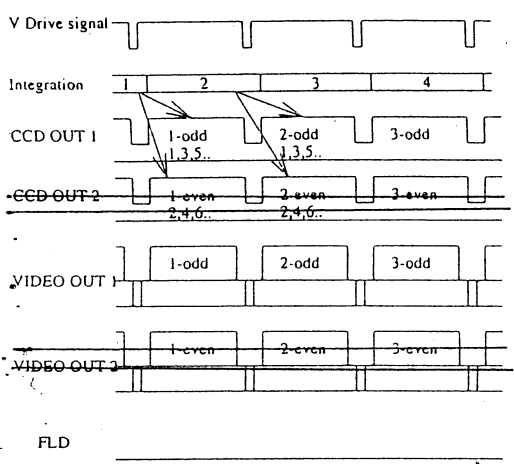 V Drive signal
Integration 1 2 3 4
CCD OUT 1 1-odd 2-odd 3-odd
1,3,5.. 1,3,5..
CCD OUT 2 1-even 2-even 3-even
2,4,6.. 2,4,6..
VIDEO OUT 1 1-odd 2-odd 3-odd
VIDEO OUT 2 1-even 2-even 3-even
FLD